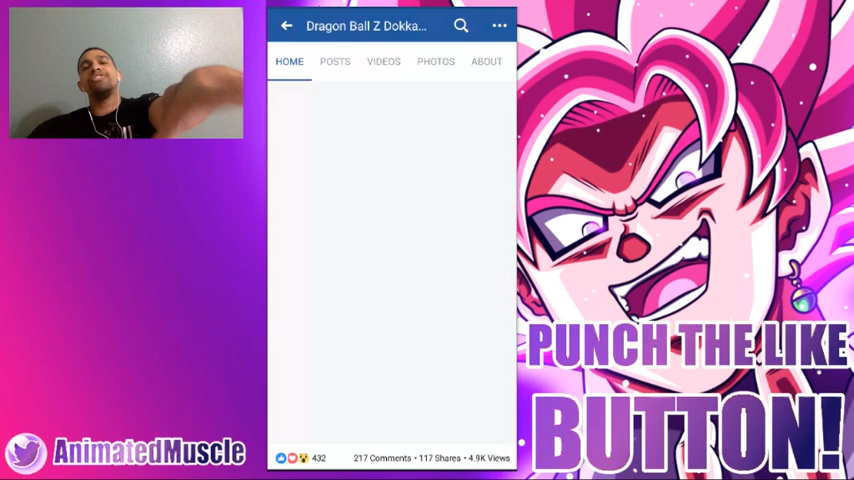 Dragon Ball Z Dokka...
HOME POSTS VIDEOS PHOTOS ABOUT
432 217 Comments • 117 Shares • 4.9K Views
PUNCH THE LIKE
BUTTON!
AnimatedMuscle